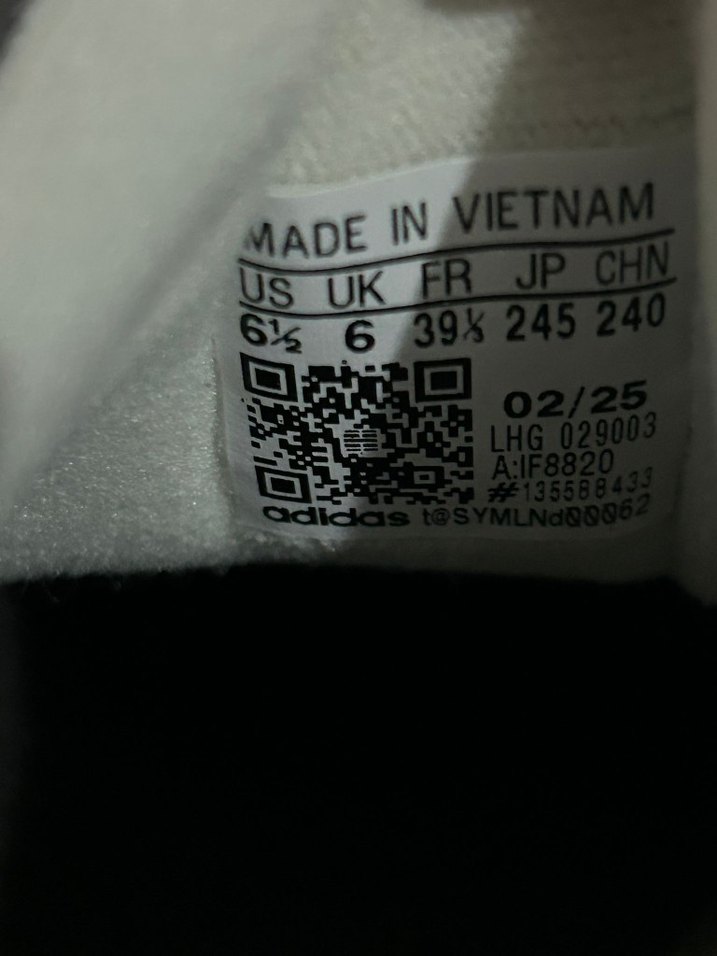 MADE IN VIETNAM
US UK FR JP CHN
6½ 6 39⅓ 245 240
02/25
LHG 029003
A:IF8820
#135588433
adidas t@SYMLNd00062